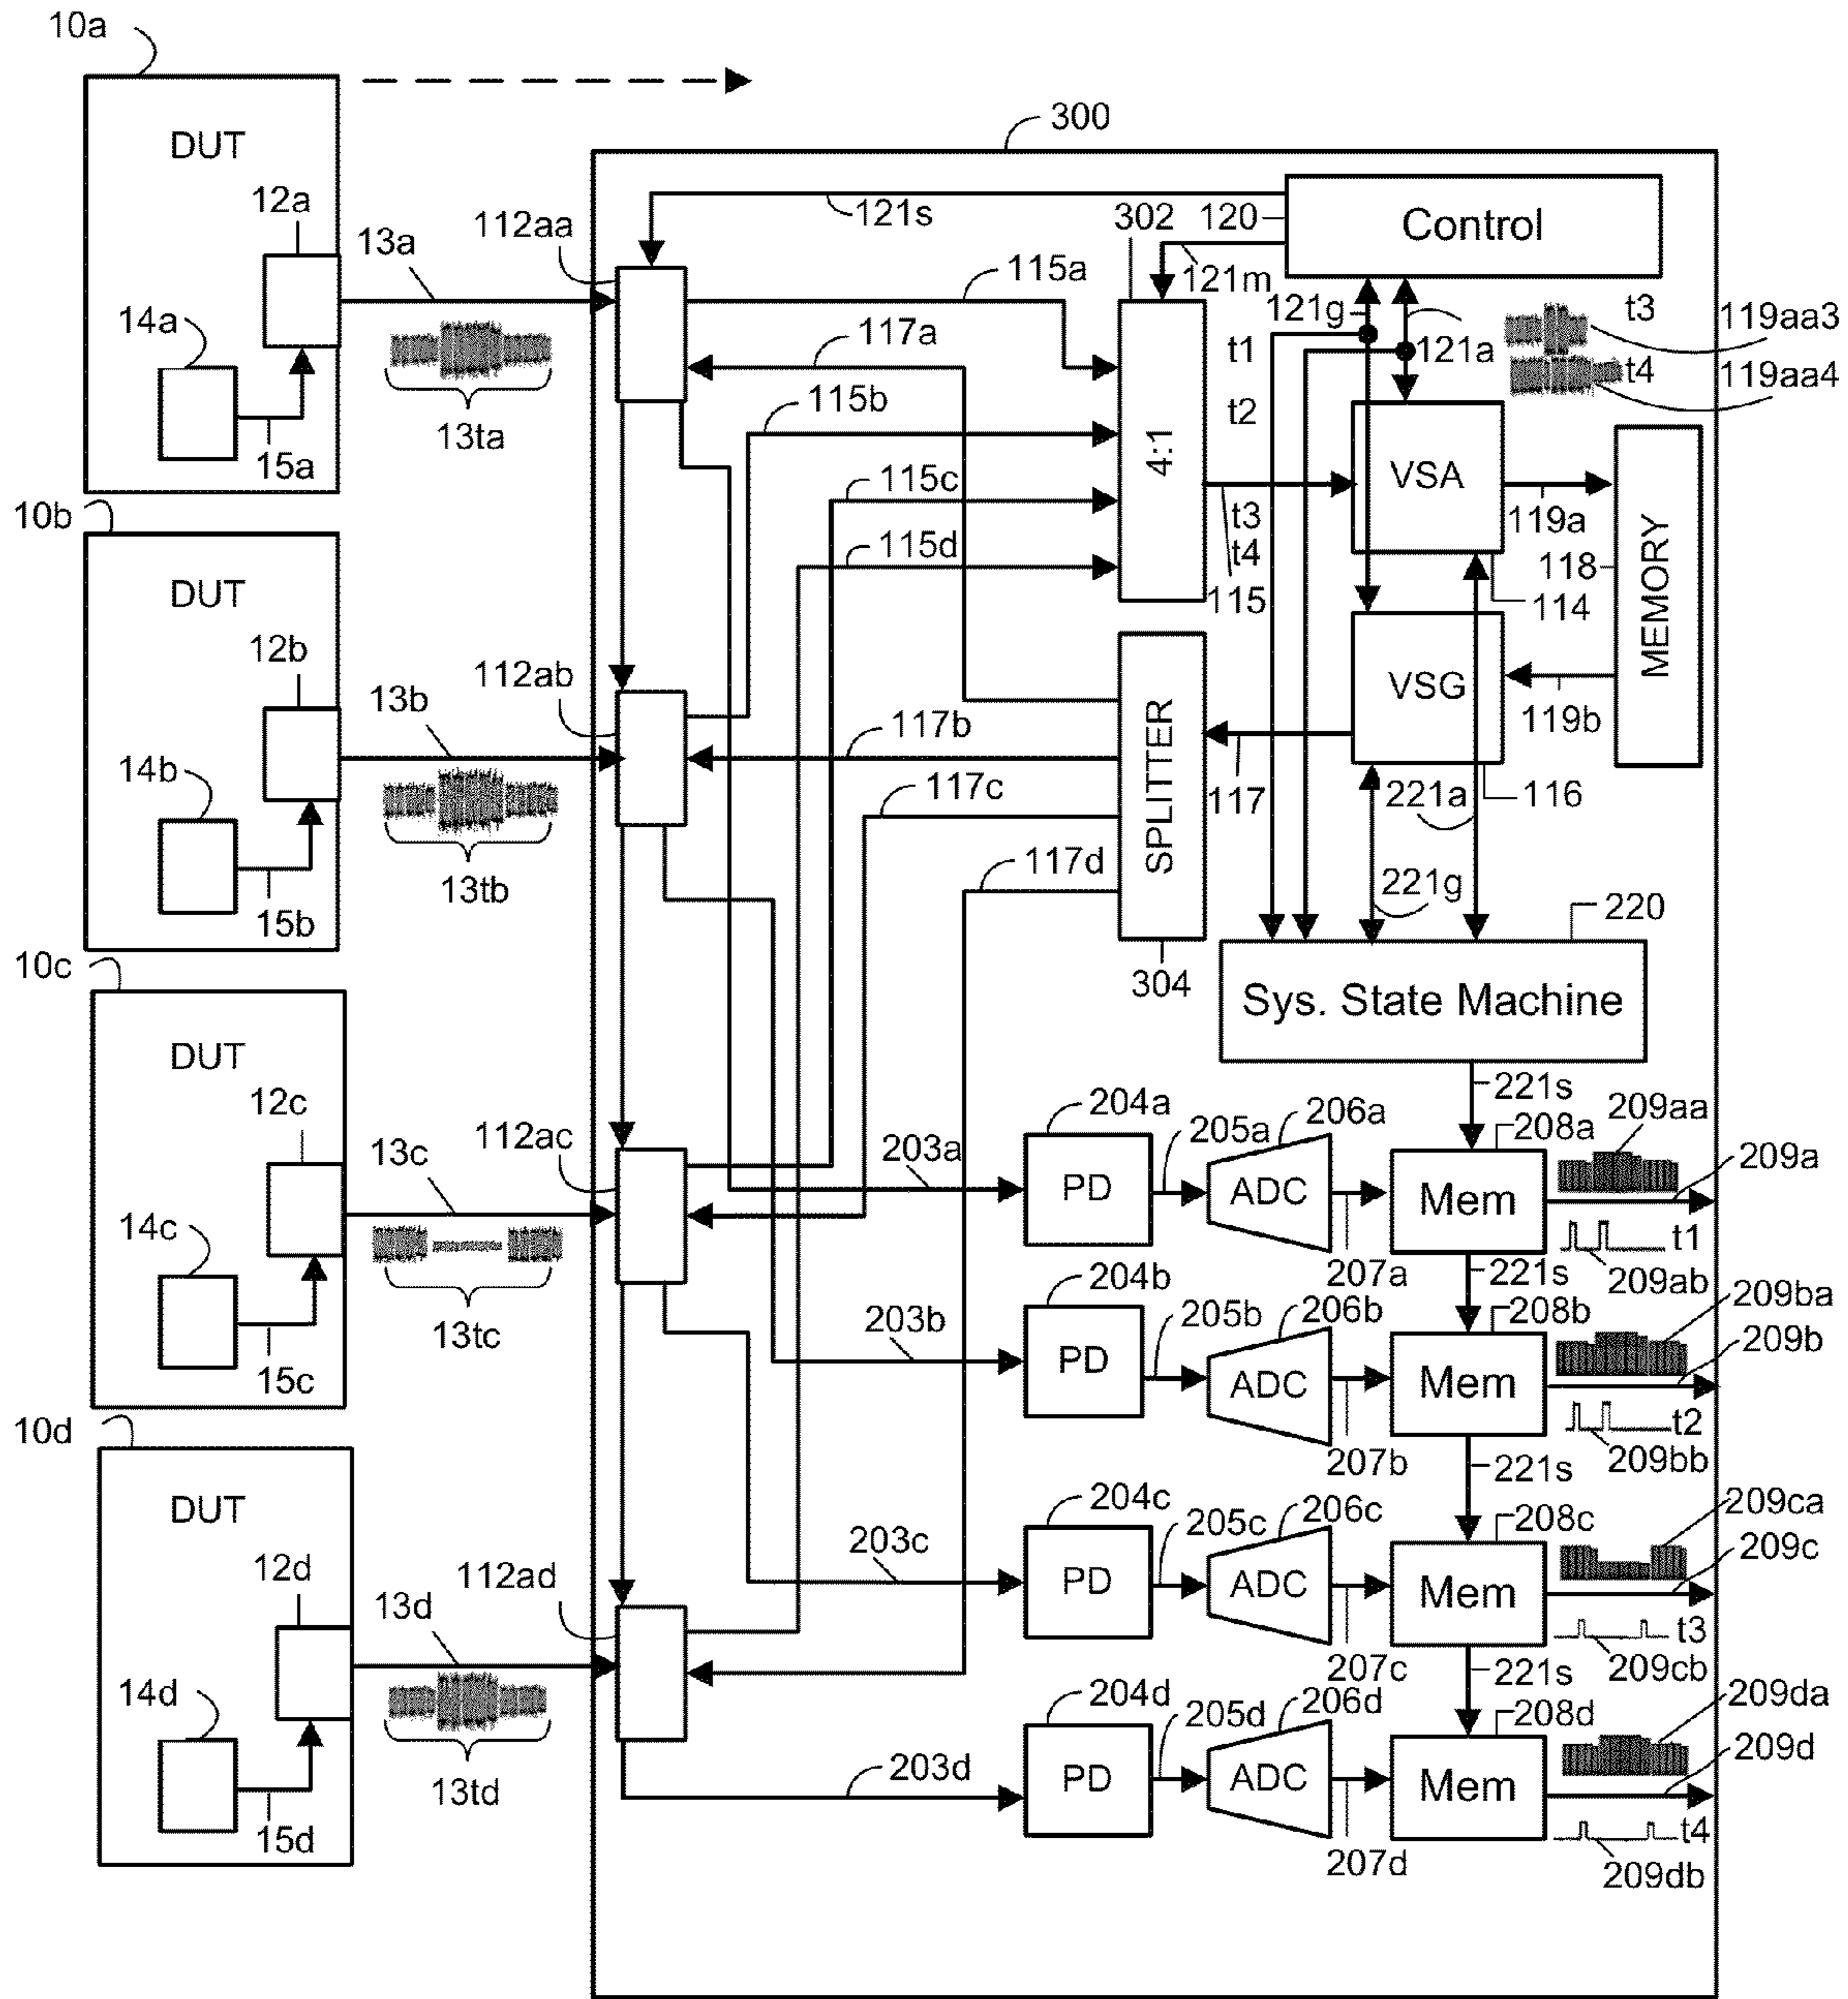 10a
DUT
12a
14a
15a
13a
13ta
10b
DUT
12b
14b
15b
13b
13tb
10c
DUT
12c
14c
15c
13c
13tc
10d
DUT
12d
14d
15d
13d
13td
300
112aa
121s
115a
117a
115b
115c
115d
112ab
117b
117c
117d
112ac
112ad
302
120
Control
121m
121g
121a
t3
119aa3
t4
119aa4
t1
t2
4:1
t3
t4
115
VSA
119a
118
114
MEMORY
VSG
119b
116
SPLITTER
117
304
221a
221g
220
Sys. State Machine
221s
203a
204a
PD
205a
206a
ADC
207a
208a
Mem
209aa
209a
t1
209ab
221s
203b
204b
PD
205b
206b
ADC
207b
208b
Mem
209ba
209b
t2
209bb
221s
203c
204c
PD
205c
206c
ADC
207c
208c
Mem
209ca
209c
t3
209cb
221s
203d
204d
PD
205d
206d
ADC
207d
208d
Mem
209da
209d
t4
209db